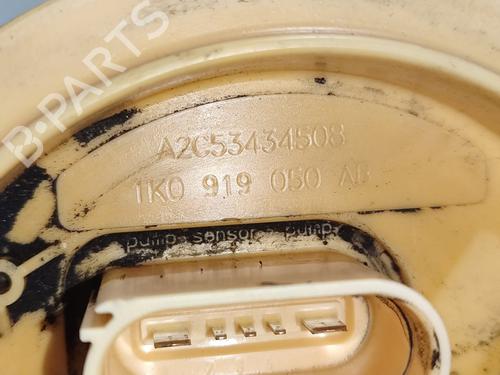 B-PARTS
A2C53434508
1K0 919 050 AB
pump- sensor + pump-